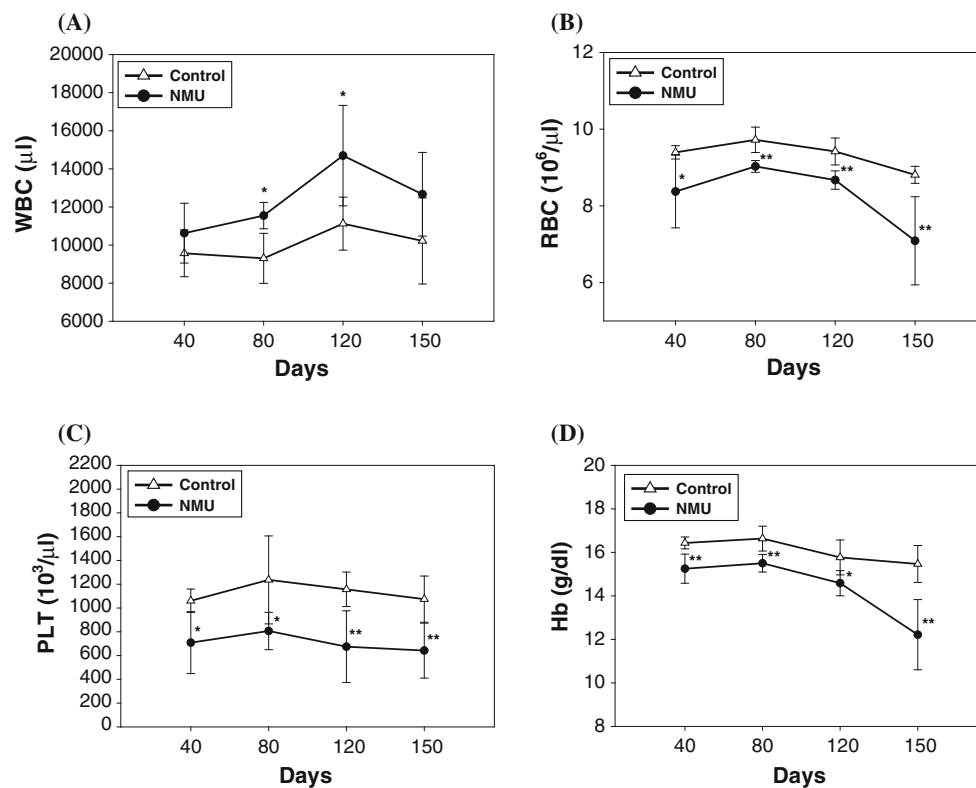 (A)
WBC (µl)
20000
18000
16000
14000
12000
10000
8000
6000
Control
NMU
*
*
40 80 120 150
Days
(B)
RBC (10⁶/µl)
12
10
8
6
Control
NMU
*
**
**
**
40 80 120 150
Days
(C)
PLT (10³/µl)
2200
2000
1800
1600
1400
1200
1000
800
600
400
200
0
Control
NMU
*
*
**
**
40 80 120 150
Days
(D)
Hb (g/dl)
20
18
16
14
12
10
8
Control
NMU
**
**
*
**
40 80 120 150
Days